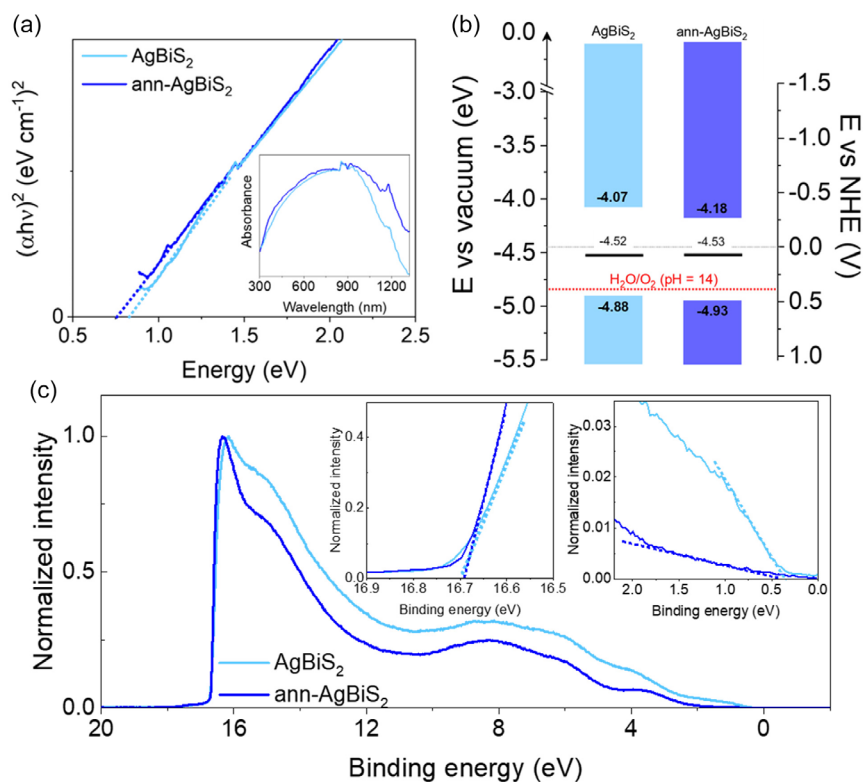 (a)
AgBiS2
ann-AgBiS2
(αhν)² (eV cm⁻¹)²
0
0.5 1.0 1.5 2.0 2.5
Energy (eV)
Absorbance
300 600 900 1200
Wavelength (nm)
(b)
AgBiS2 ann-AgBiS2
E vs vacuum (eV)
0.0
-3.0
-3.5
-4.0
-4.5
-5.0
-5.5
-4.07
-4.18
-4.52 -4.53
H2O/O2 (pH = 14)
-4.88
-4.93
-1.5
-1.0
-0.5
0.0
0.5
1.0
E vs NHE (V)
(c)
Normalized intensity
1.0
0.5
0.0
AgBiS2
ann-AgBiS2
20 16 12 8 4 0
Binding energy (eV)
Normalized intensity
0.4
0.2
0.0
16.9 16.8 16.7 16.6 16.5
Binding energy (eV)
Normalized intensity
0.03
0.02
0.01
0.00
2.0 1.5 1.0 0.5 0.0
Binding energy (eV)